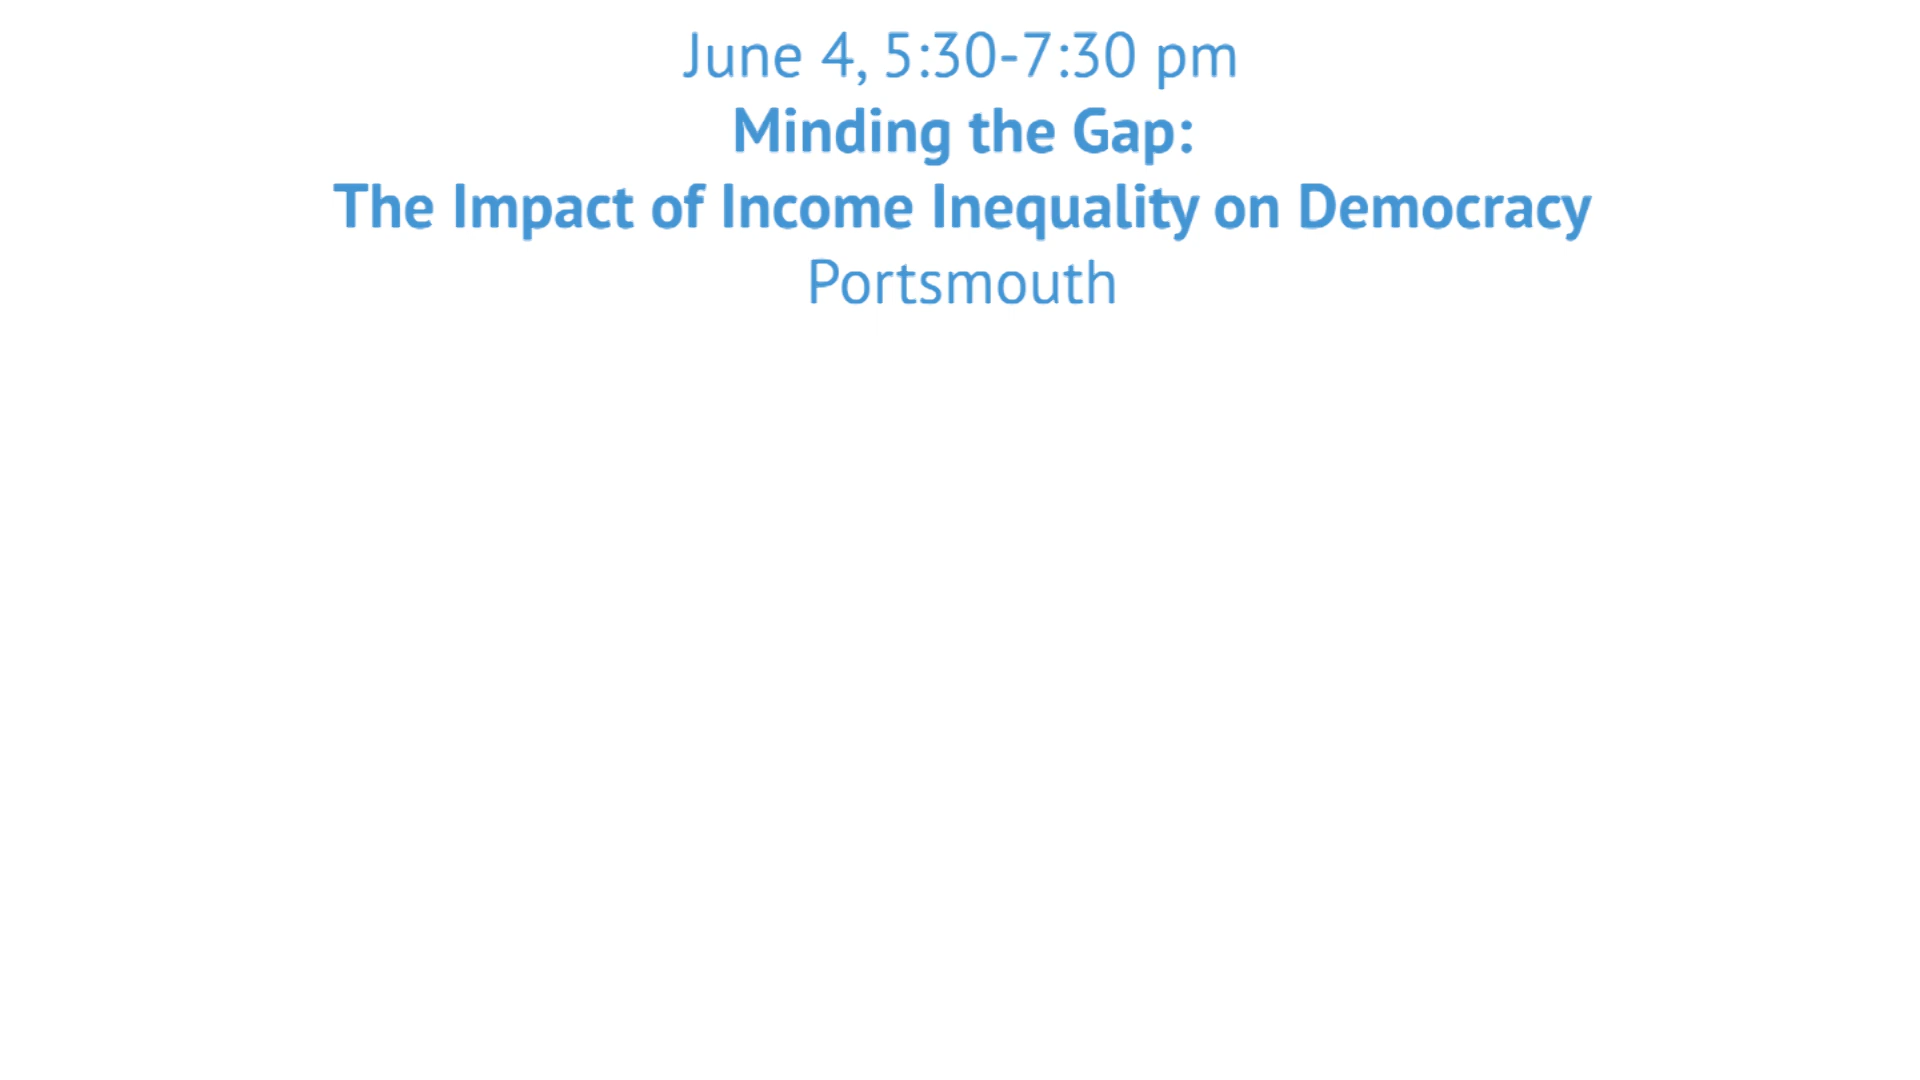 June 4, 5:30-7:30 pm
Minding the Gap:
The Impact of Income Inequality on Democracy
Portsmouth